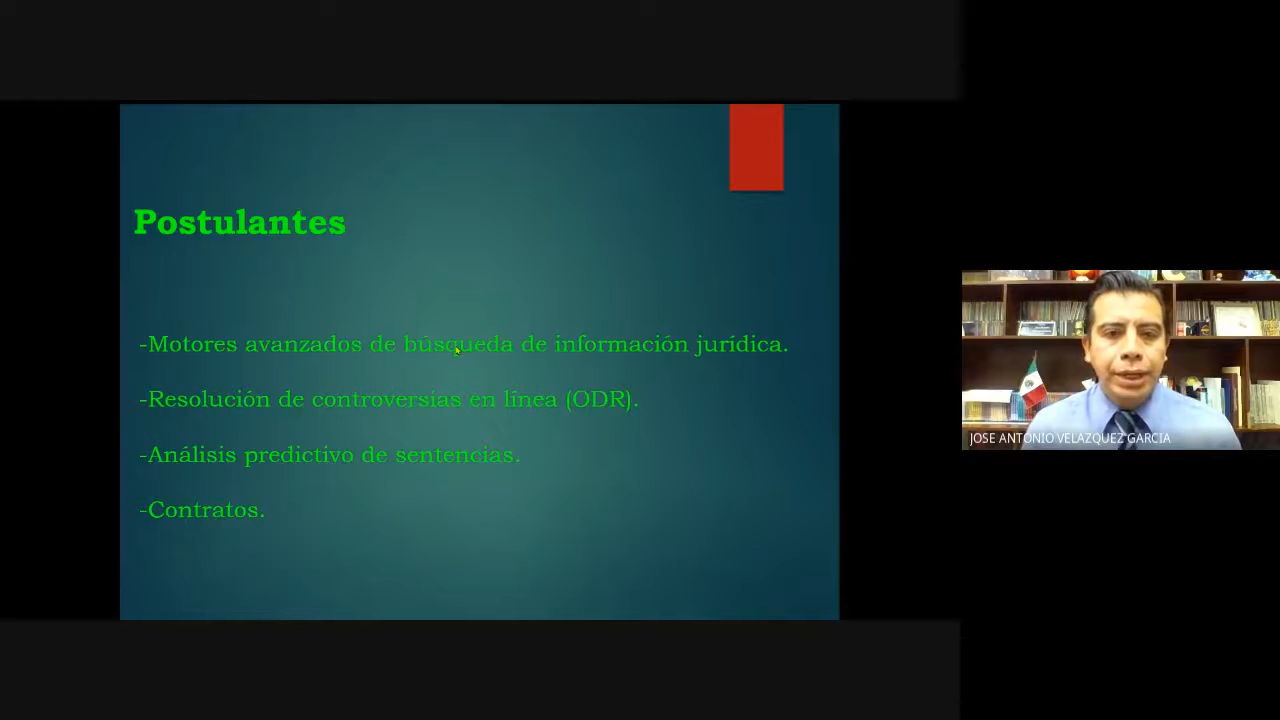 Postulantes
-Motores avanzados de búsqueda de información jurídica.
-Resolución de controversias en línea (ODR).
-Análisis predictivo de sentencias.
-Contratos.
JOSE ANTONIO VELAZQUEZ GARCIA